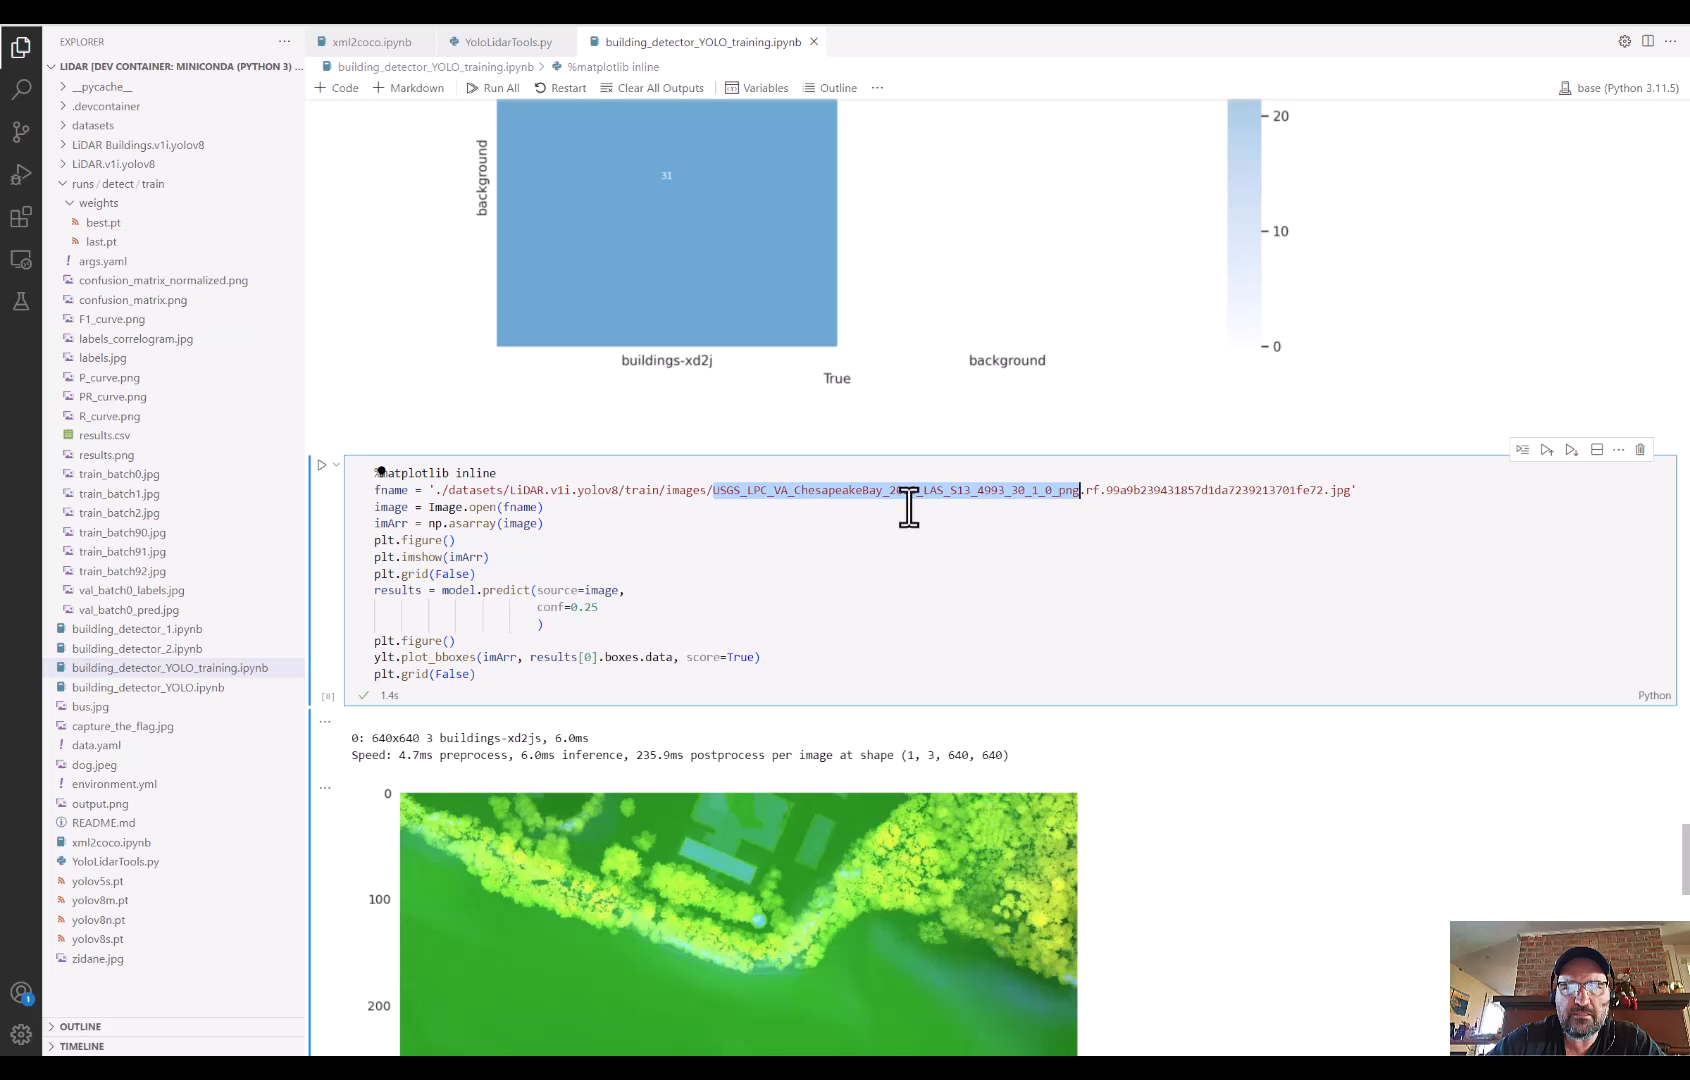 EXPLORER
xml2coco.ipynb
YoloLidarTools.py
building_detector_YOLO_training.ipynb
LIDAR [DEV CONTAINER: MINICONDA (PYTHON 3) ...
building_detector_YOLO_training.ipynb > %matplotlib inline
+ Code + Markdown Run All Restart Clear All Outputs Variables Outline ...
base (Python 3.11.5)
__pycache__
.devcontainer
datasets
LiDAR Buildings.v1i.yolov8
LiDAR.v1i.yolov8
runs / detect / train
weights
best.pt
last.pt
args.yaml
confusion_matrix_normalized.png
confusion_matrix.png
F1_curve.png
labels_correlogram.jpg
labels.jpg
P_curve.png
PR_curve.png
R_curve.png
results.csv
results.png
train_batch0.jpg
train_batch1.jpg
train_batch2.jpg
train_batch90.jpg
train_batch91.jpg
train_batch92.jpg
val_batch0_labels.jpg
val_batch0_pred.jpg
building_detector_1.ipynb
building_detector_2.ipynb
building_detector_YOLO_training.ipynb
building_detector_YOLO.ipynb
bus.jpg
capture_the_flag.jpg
data.yaml
dog.jpeg
environment.yml
output.png
README.md
xml2coco.ipynb
YoloLidarTools.py
yolov5s.pt
yolov8m.pt
yolov8n.pt
yolov8s.pt
zidane.jpg
OUTLINE
TIMELINE
1
background
31
buildings-xd2j
background
True
20
10
0
%matplotlib inline
fname = './datasets/LiDAR.v1i.yolov8/train/images/ .rf.99a9b239431857d1da7239213701fe72.jpg'
image = Image.open(fname)
imArr = np.asarray(image)
plt.figure()
plt.imshow(imArr)
plt.grid(False)
results = model.predict(source=image,
conf=0.25
)
plt.figure()
ylt.plot_bboxes(imArr, results[0].boxes.data, score=True)
plt.grid(False)
[8]
1.4s
Python
0: 640x640 3 buildings-xd2js, 6.0ms
Speed: 4.7ms preprocess, 6.0ms inference, 235.9ms postprocess per image at shape (1, 3, 640, 640)
0
100
200